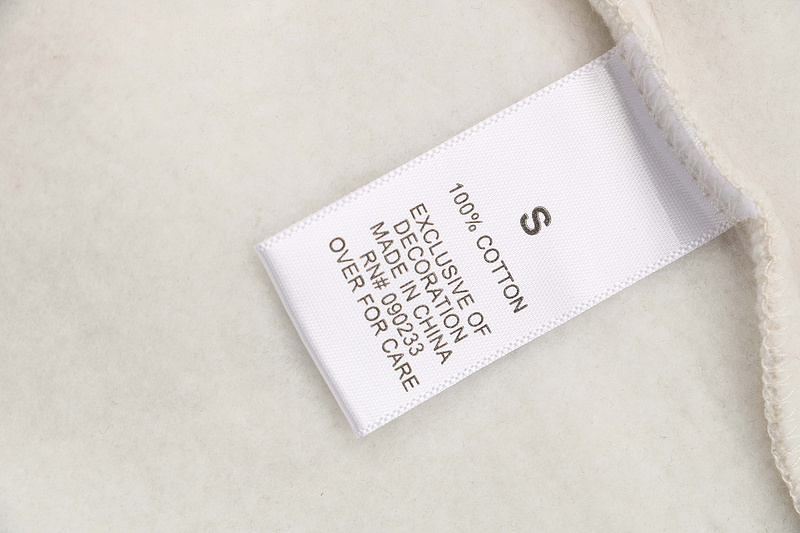 S
100% COTTON
EXCLUSIVE OF
DECORATION
MADE IN CHINA
RN# 090233
OVER FOR CARE